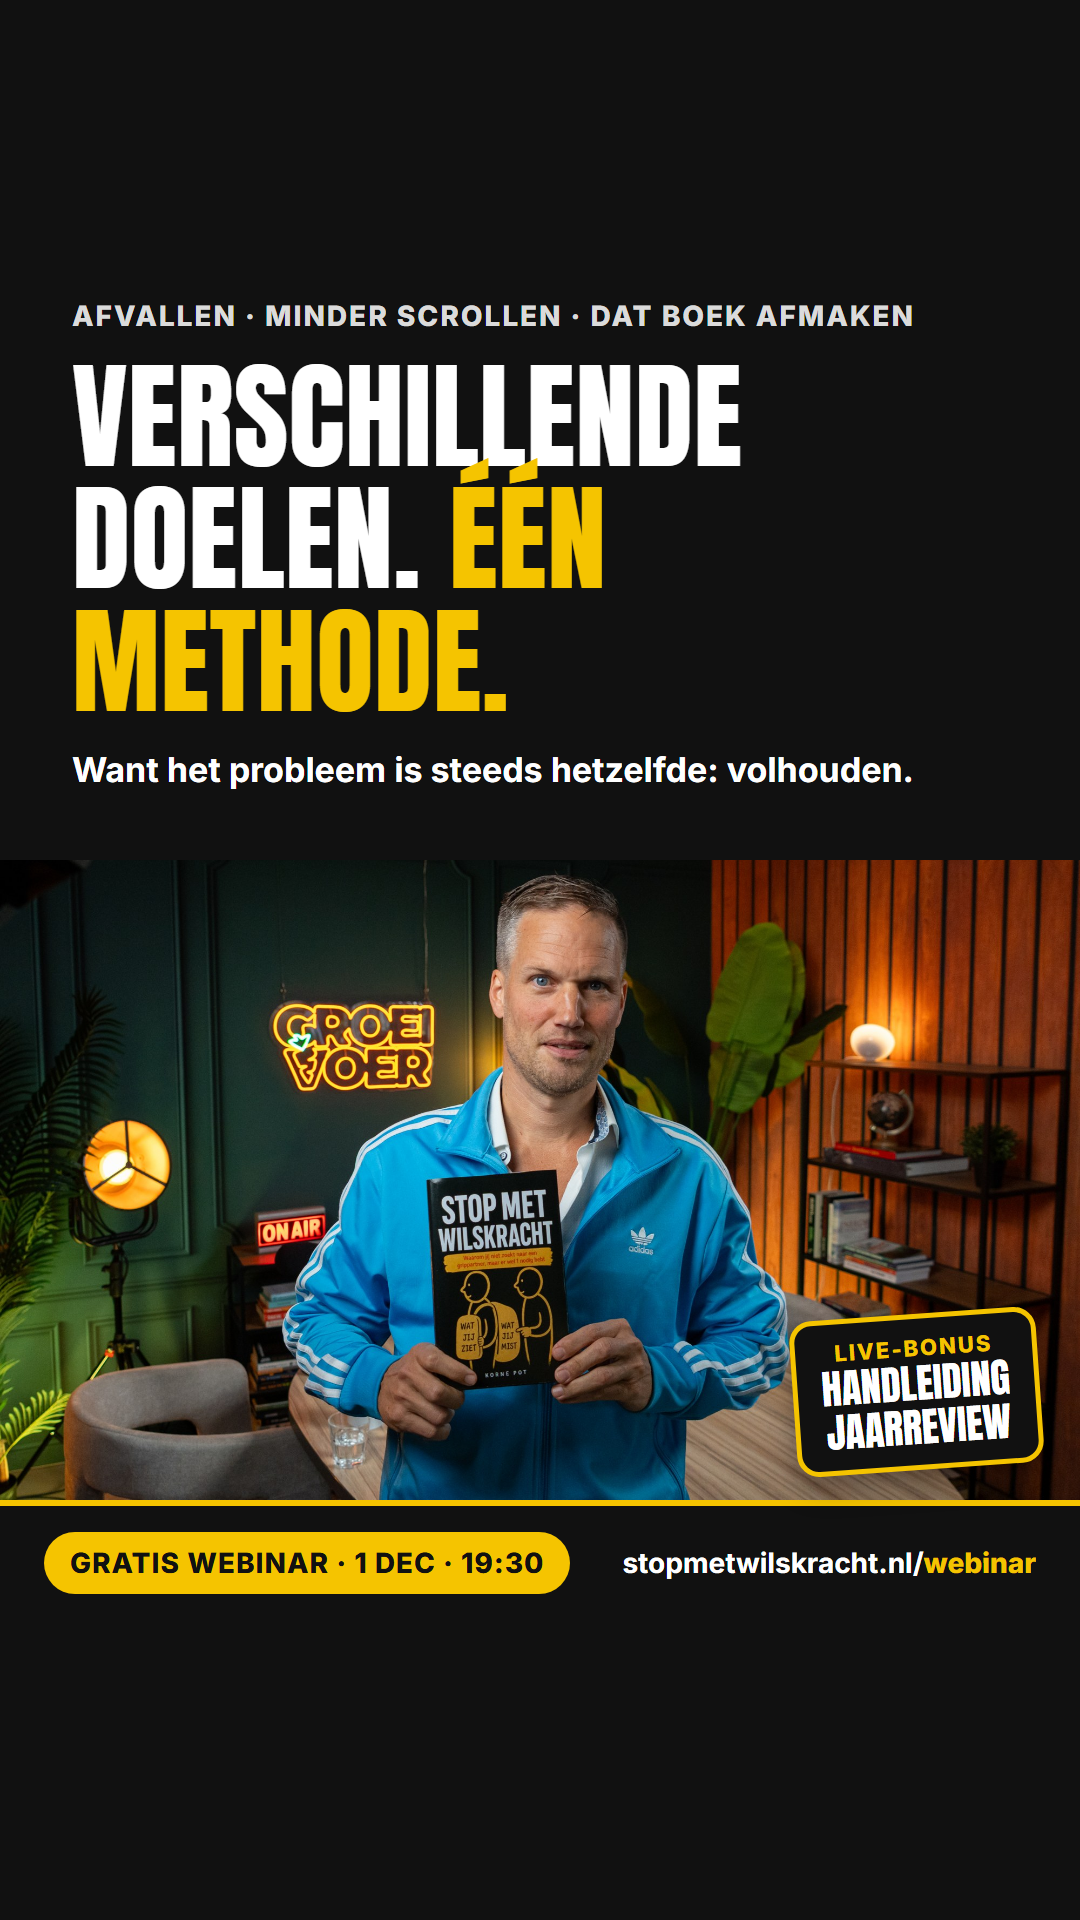 AFVALLEN · MINDER SCROLLEN · DAT BOEK AFMAKEN
VERSCHILLENDE
DOELEN. ÉÉN
METHODE.
Want het probleem is steeds hetzelfde: volhouden.
GROEI
VOER
ON AIR
STOP MET
WILSKRACHT
WAT
JIJ
ZIET
WAT
JIJ
MIST
KORNE POT
adidas
LIVE-BONUS
HANDLEIDING
JAARREVIEW
GRATIS WEBINAR · 1 DEC · 19:30
stopmetwilskracht.nl/webinar